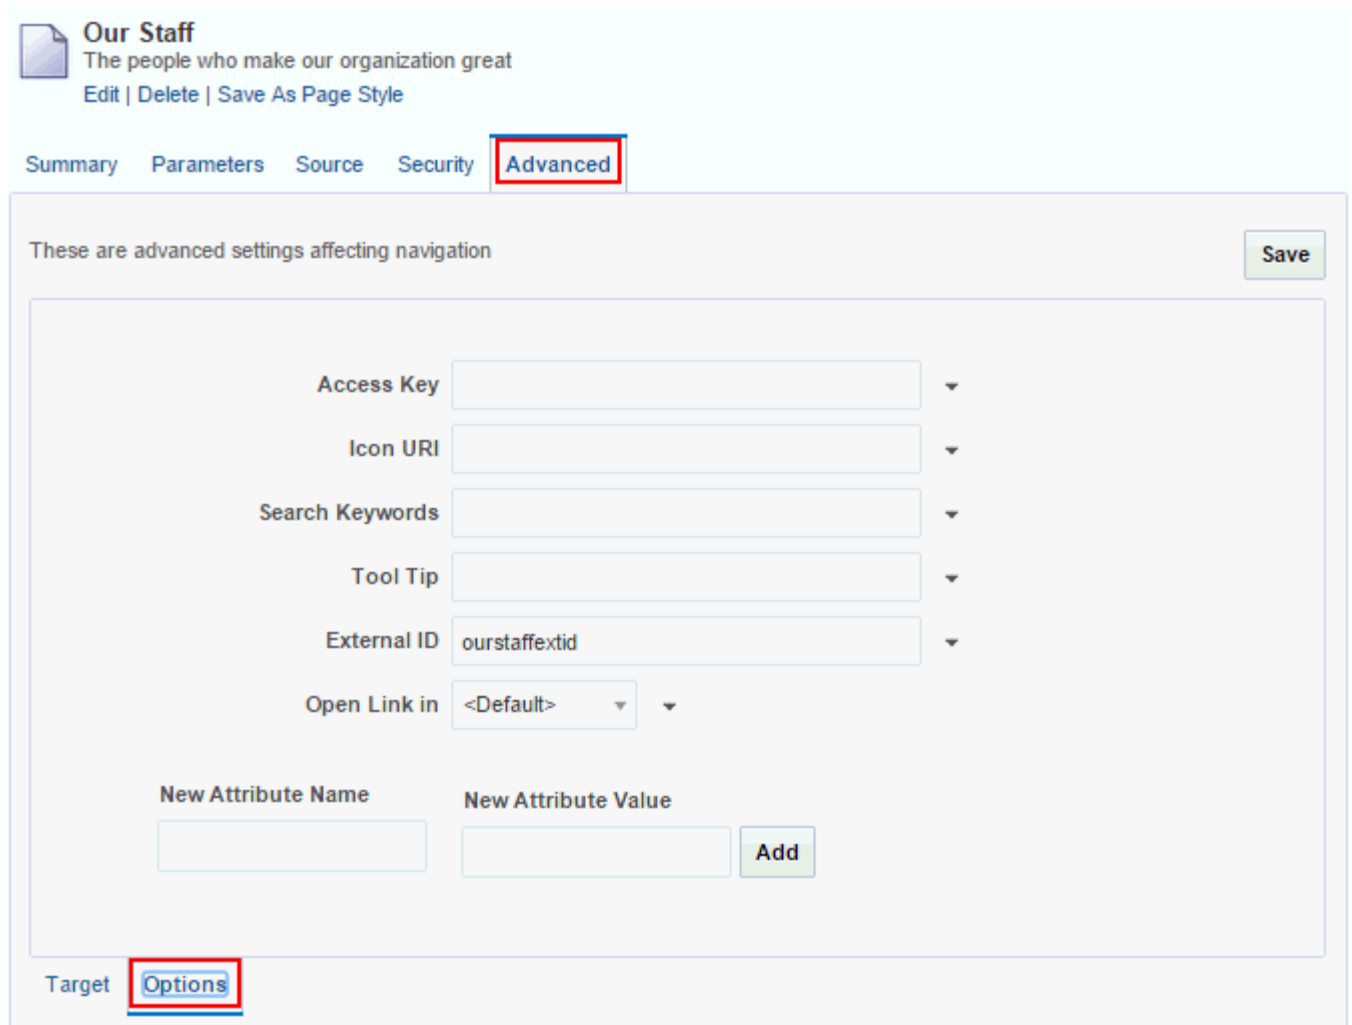 Our Staff
The people who make our organization great
Edit | Delete | Save As Page Style
Summary Parameters Source Security Advanced
These are advanced settings affecting navigation
Save
Access Key
Icon URI
Search Keywords
Tool Tip
External ID ourstaffextid
Open Link in <Default>
New Attribute Name New Attribute Value
Add
Target Options